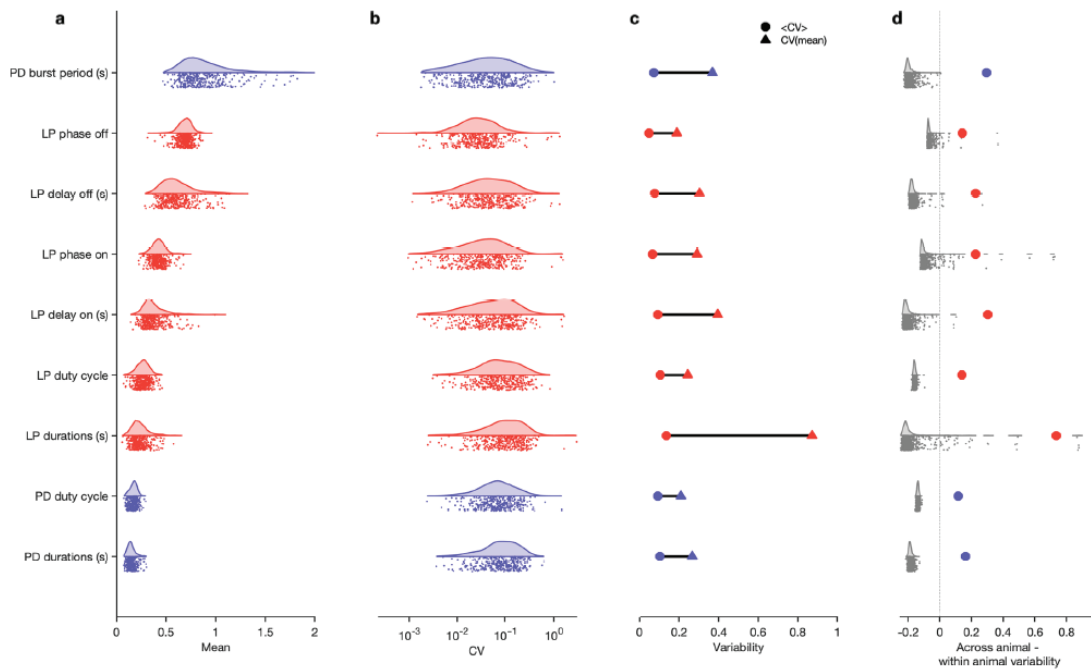 a
b
c
d
<CV>
CV(mean)
PD burst period (s)
LP phase off
LP delay off (s)
LP phase on
LP delay on (s)
LP duty cycle
LP durations (s)
PD duty cycle
PD durations (s)
0 0.5 1 1.5 2
Mean
10⁻³ 10⁻² 10⁻¹ 10⁰
CV
0 0.2 0.4 0.6 0.8 1
Variability
-0.2 0 0.2 0.4 0.6 0.8
Across animal -
within animal variability